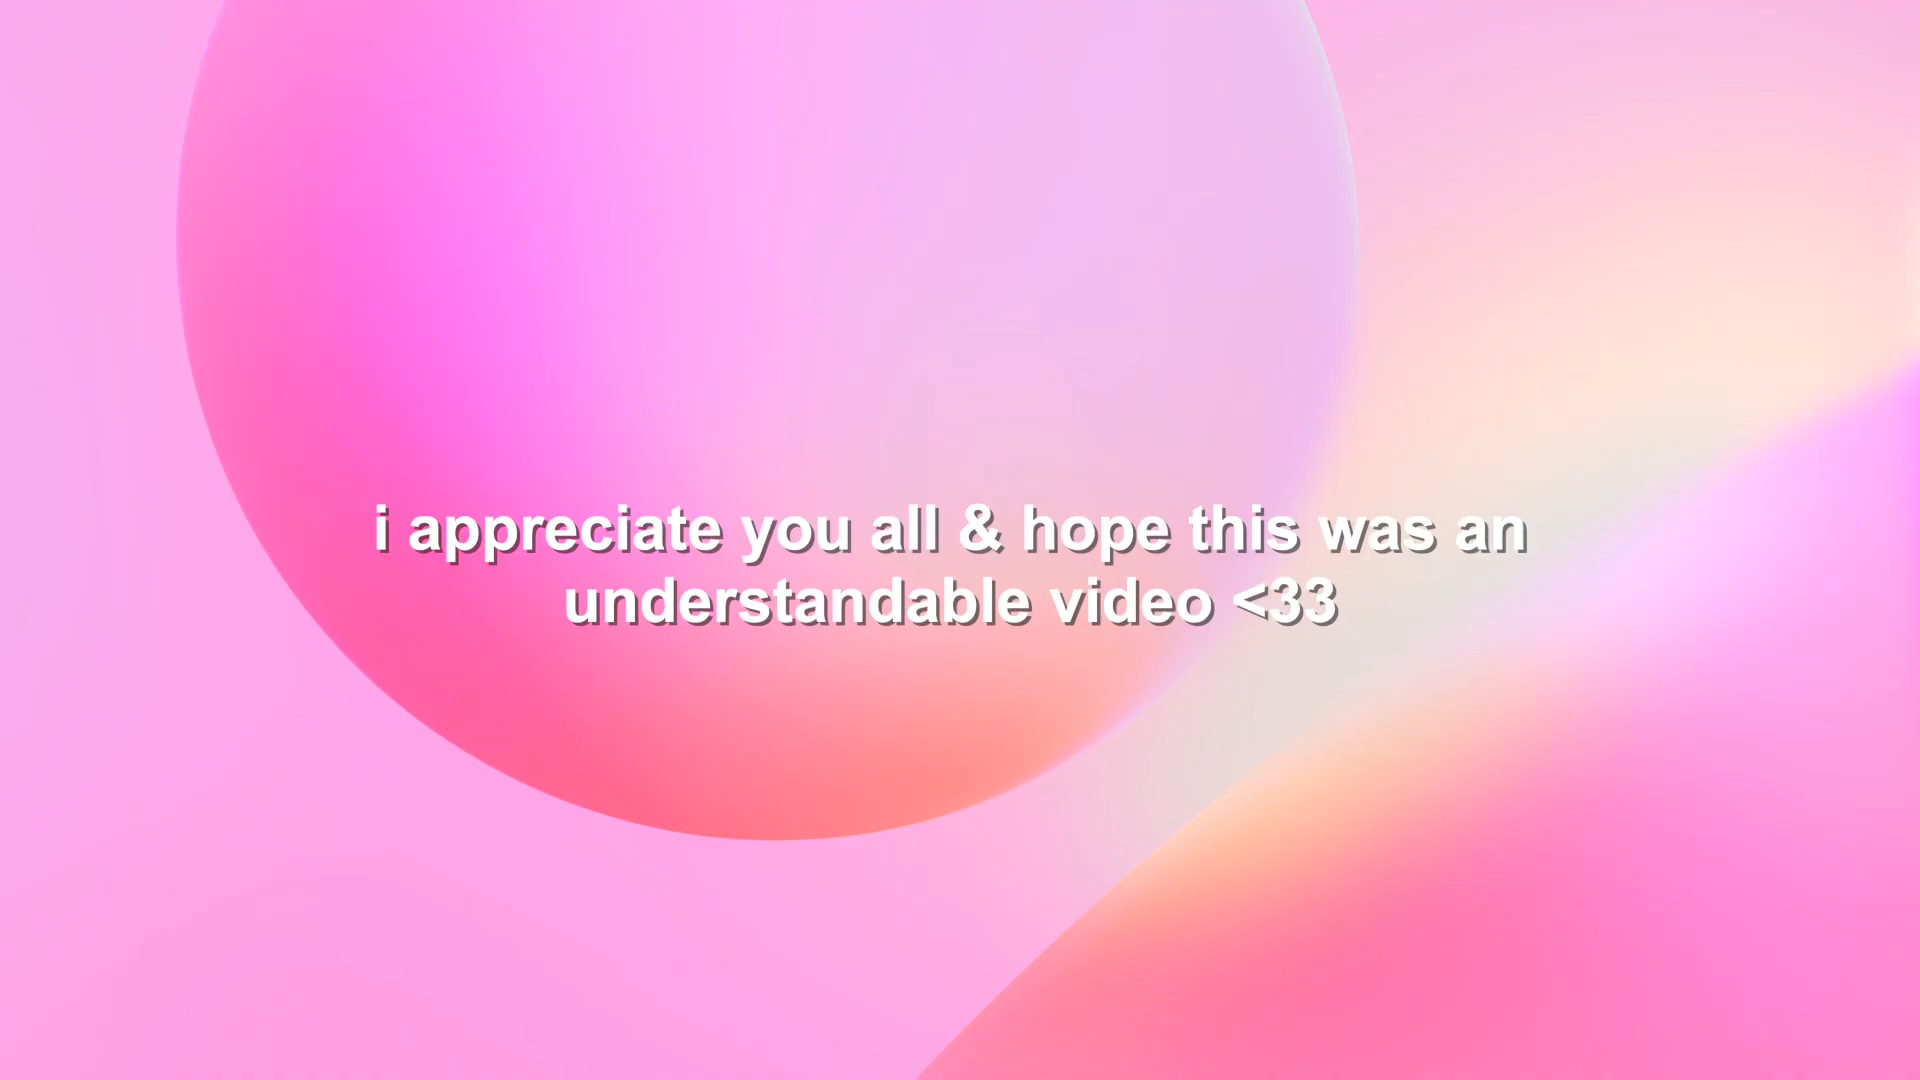 i appreciate you all & hope this was an
understandable video <33